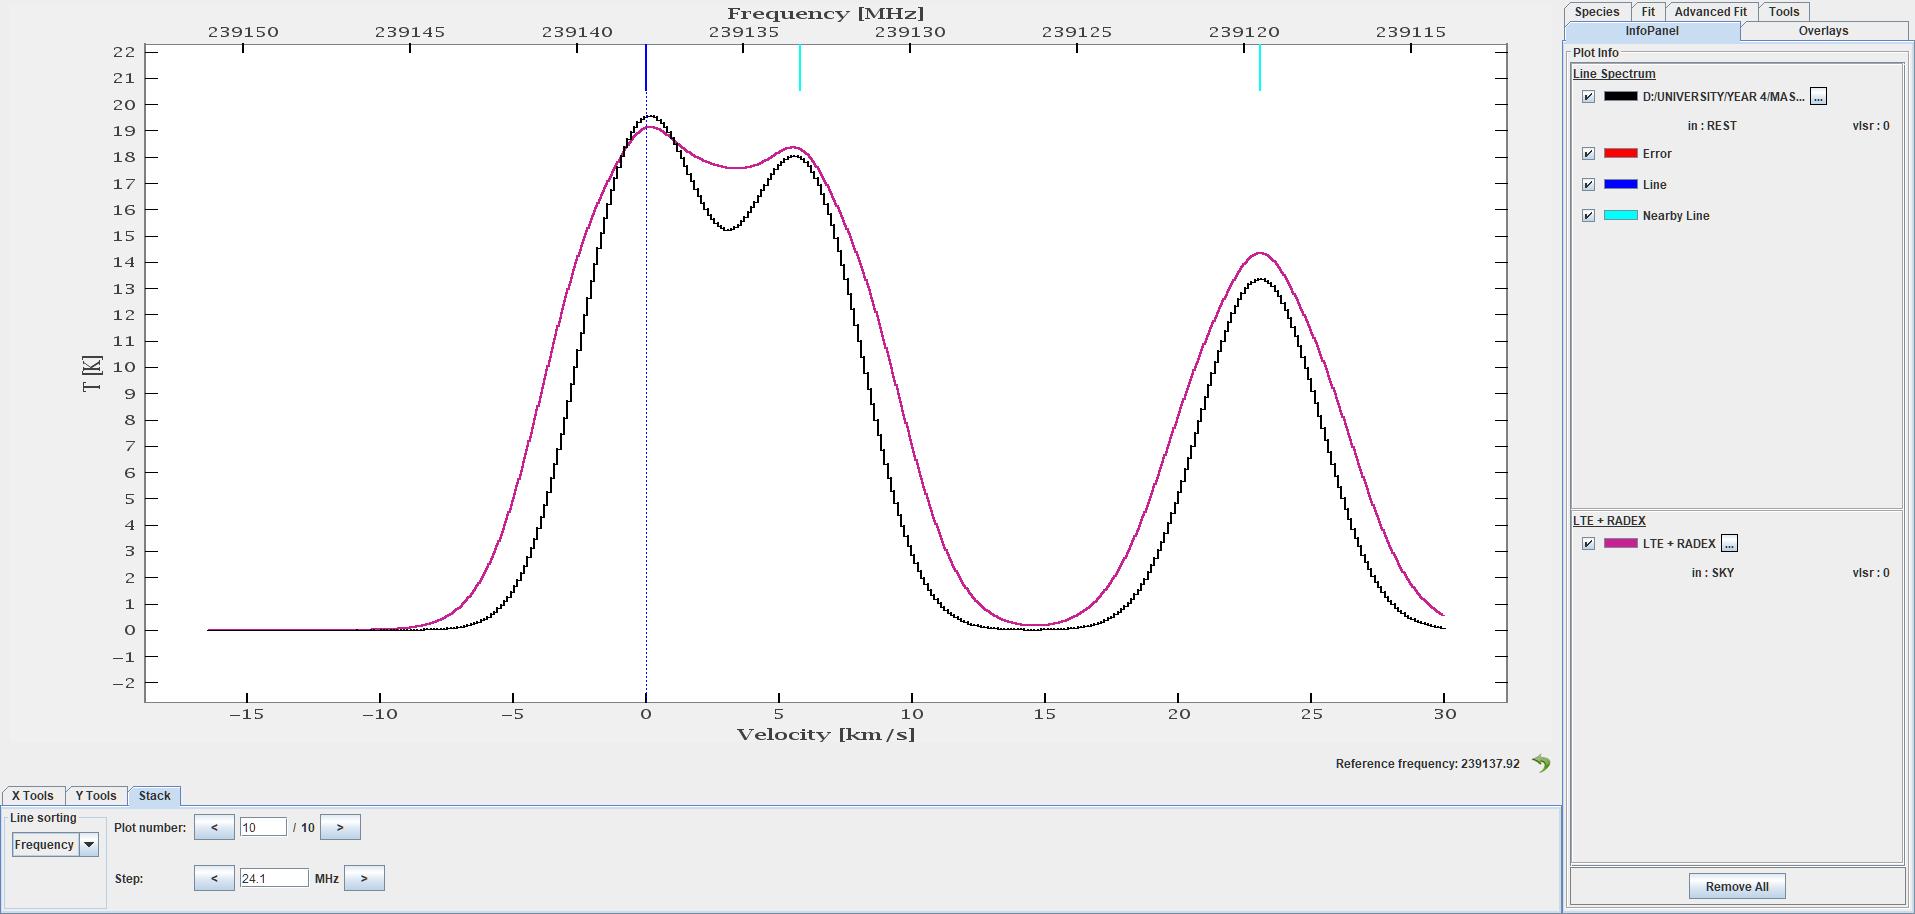 Frequency [MHz]
239150 239145 239140 239135 239130 239125 239120 239115
22
21
20
19
18
17
16
15
14
13
12
11
10
9
8
7
6
5
4
3
2
1
0
−1
−2
T [K]
−15 −10 −5 0 5 10 15 20 25 30
Velocity [km/s]
Reference frequency: 239137.92
X Tools Y Tools Stack
Line sorting
Frequency
Plot number: < 10 / 10 >
Step: < 24.1 MHz >
Species Fit Advanced Fit Tools
InfoPanel Overlays
Plot Info
Line Spectrum
D:/UNIVERSITY/YEAR 4/MAS... ...
in : REST vlsr : 0
Error
Line
Nearby Line
LTE + RADEX
LTE + RADEX ...
in : SKY vlsr : 0
Remove All